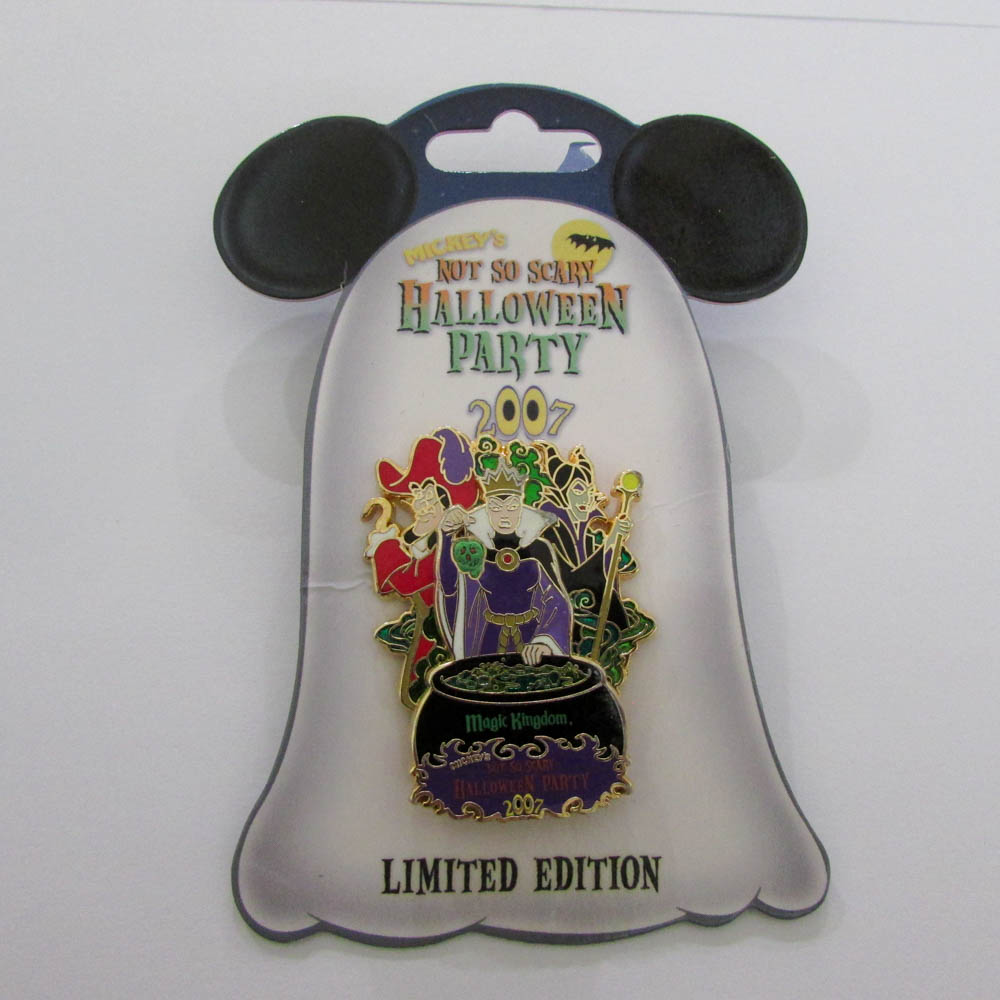 MICKEY'S
NOT SO SCARY
HALLOWEEN
PARTY
2007
Magic Kingdom.
MICKEY'S
NOT SO SCARY
HALLOWEEN PARTY
2007
LIMITED EDITION